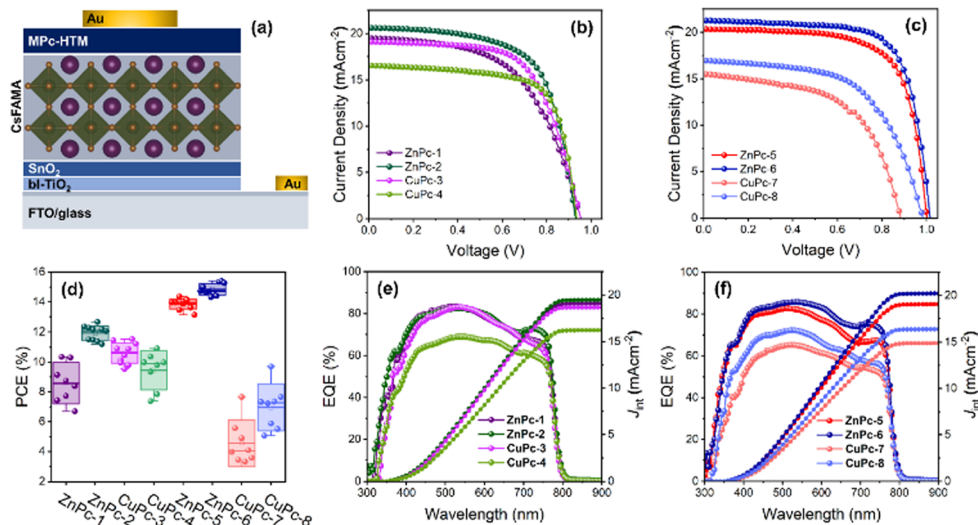 (a)
Au
MPc-HTM
CsFAMA
SnO₂
bl-TiO₂
Au
FTO/glass
(b)
Current Density (mAcm⁻²)
25
20
15
10
5
0
ZnPc-1
ZnPc-2
CuPc-3
CuPc-4
0.0 0.2 0.4 0.6 0.8 1.0
Voltage (V)
(c)
Current Density (mAcm⁻²)
20
15
10
5
0
ZnPc-5
ZnPc-6
CuPc-7
CuPc-8
0.0 0.2 0.4 0.6 0.8 1.0
Voltage (V)
(d)
PCE (%)
16
14
12
10
8
6
4
2
ZnPc-1 ZnPc-2 CuPc-3 CuPc-4 ZnPc-5 ZnPc-6 CuPc-7 CuPc-8
(e)
EQE (%)
100
80
60
40
20
0
ZnPc-1
ZnPc-2
CuPc-3
CuPc-4
20
15
10
5
0
Jint (mAcm⁻²)
300 400 500 600 700 800 900
Wavelength (nm)
(f)
EQE (%)
100
80
60
40
20
0
ZnPc-5
ZnPc-6
CuPc-7
CuPc-8
20
15
10
5
0
Jint (mAcm⁻²)
300 400 500 600 700 800 900
Wavelength (nm)